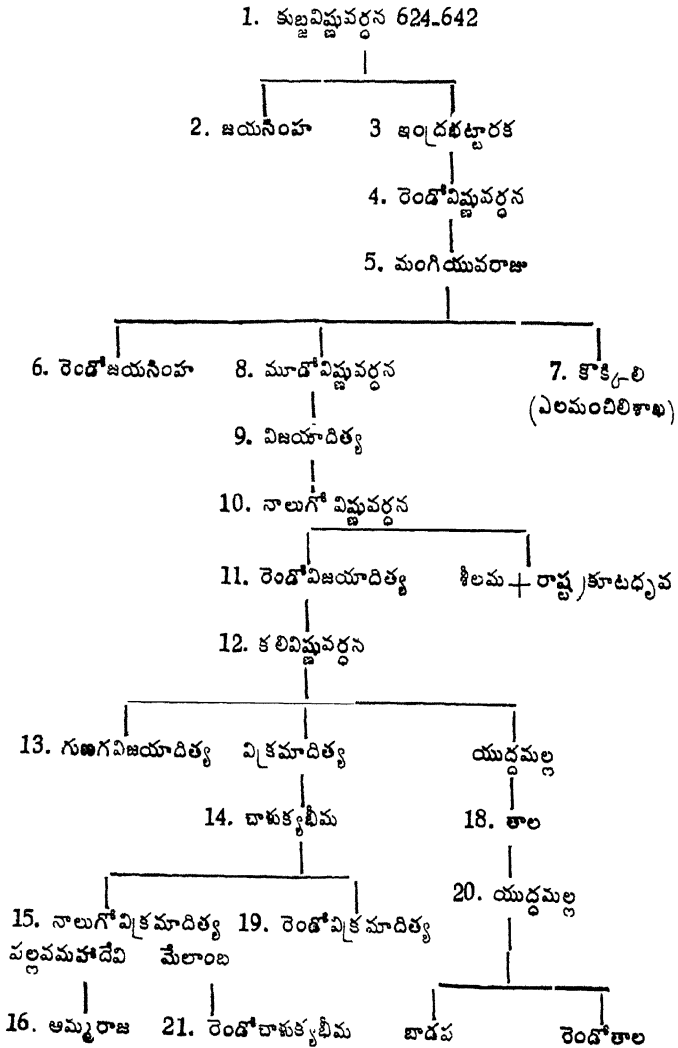 1. కుబ్జవిష్ణువర్ధన 624-642
2. జయసింహ 3 ఇంద్రభట్టారక
4. రెండోవిష్ణువర్ధన
5. మంగియువరాజు
6. రెండోజయసింహ 8. మూడోవిష్ణువర్ధన 7. కొక్కిలి
(ఎలమంచిలిశాఖ)
9. విజయాదిత్య
10. నాలుగో విష్ణువర్ధన
11. రెండోవిజయాదిత్య శీలమ + రాష్ట్రకూటధృవ
12. కలివిష్ణువర్ధన
13. గుణగవిజయాదిత్య విక్రమాదిత్య యుద్ధమల్ల
14. చాళుక్యభీమ 18. తాల
20. యుద్ధమల్ల
15. నాలుగోవిక్రమాదిత్య 19. రెండోవిక్రమాదిత్య
పల్లవమహాదేవి మేలాంబ
16. అమ్మరాజ 21. రెండోచాళుక్యభీమ బాడప రెండోతాల